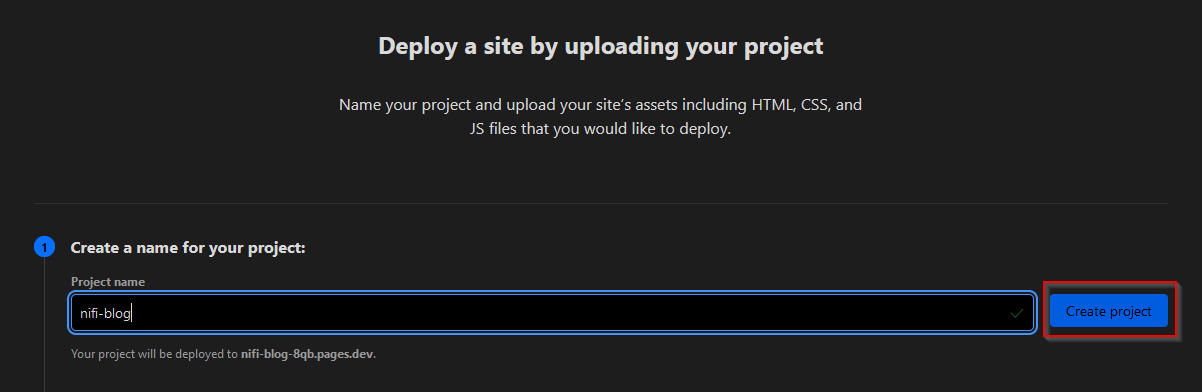 Deploy a site by uploading your project
Name your project and upload your site's assets including HTML, CSS, and
JS files that you would like to deploy.
1 Create a name for your project:
Project name
nifi-blog
Create project
Your project will be deployed to nifi-blog-8qb.pages.dev.